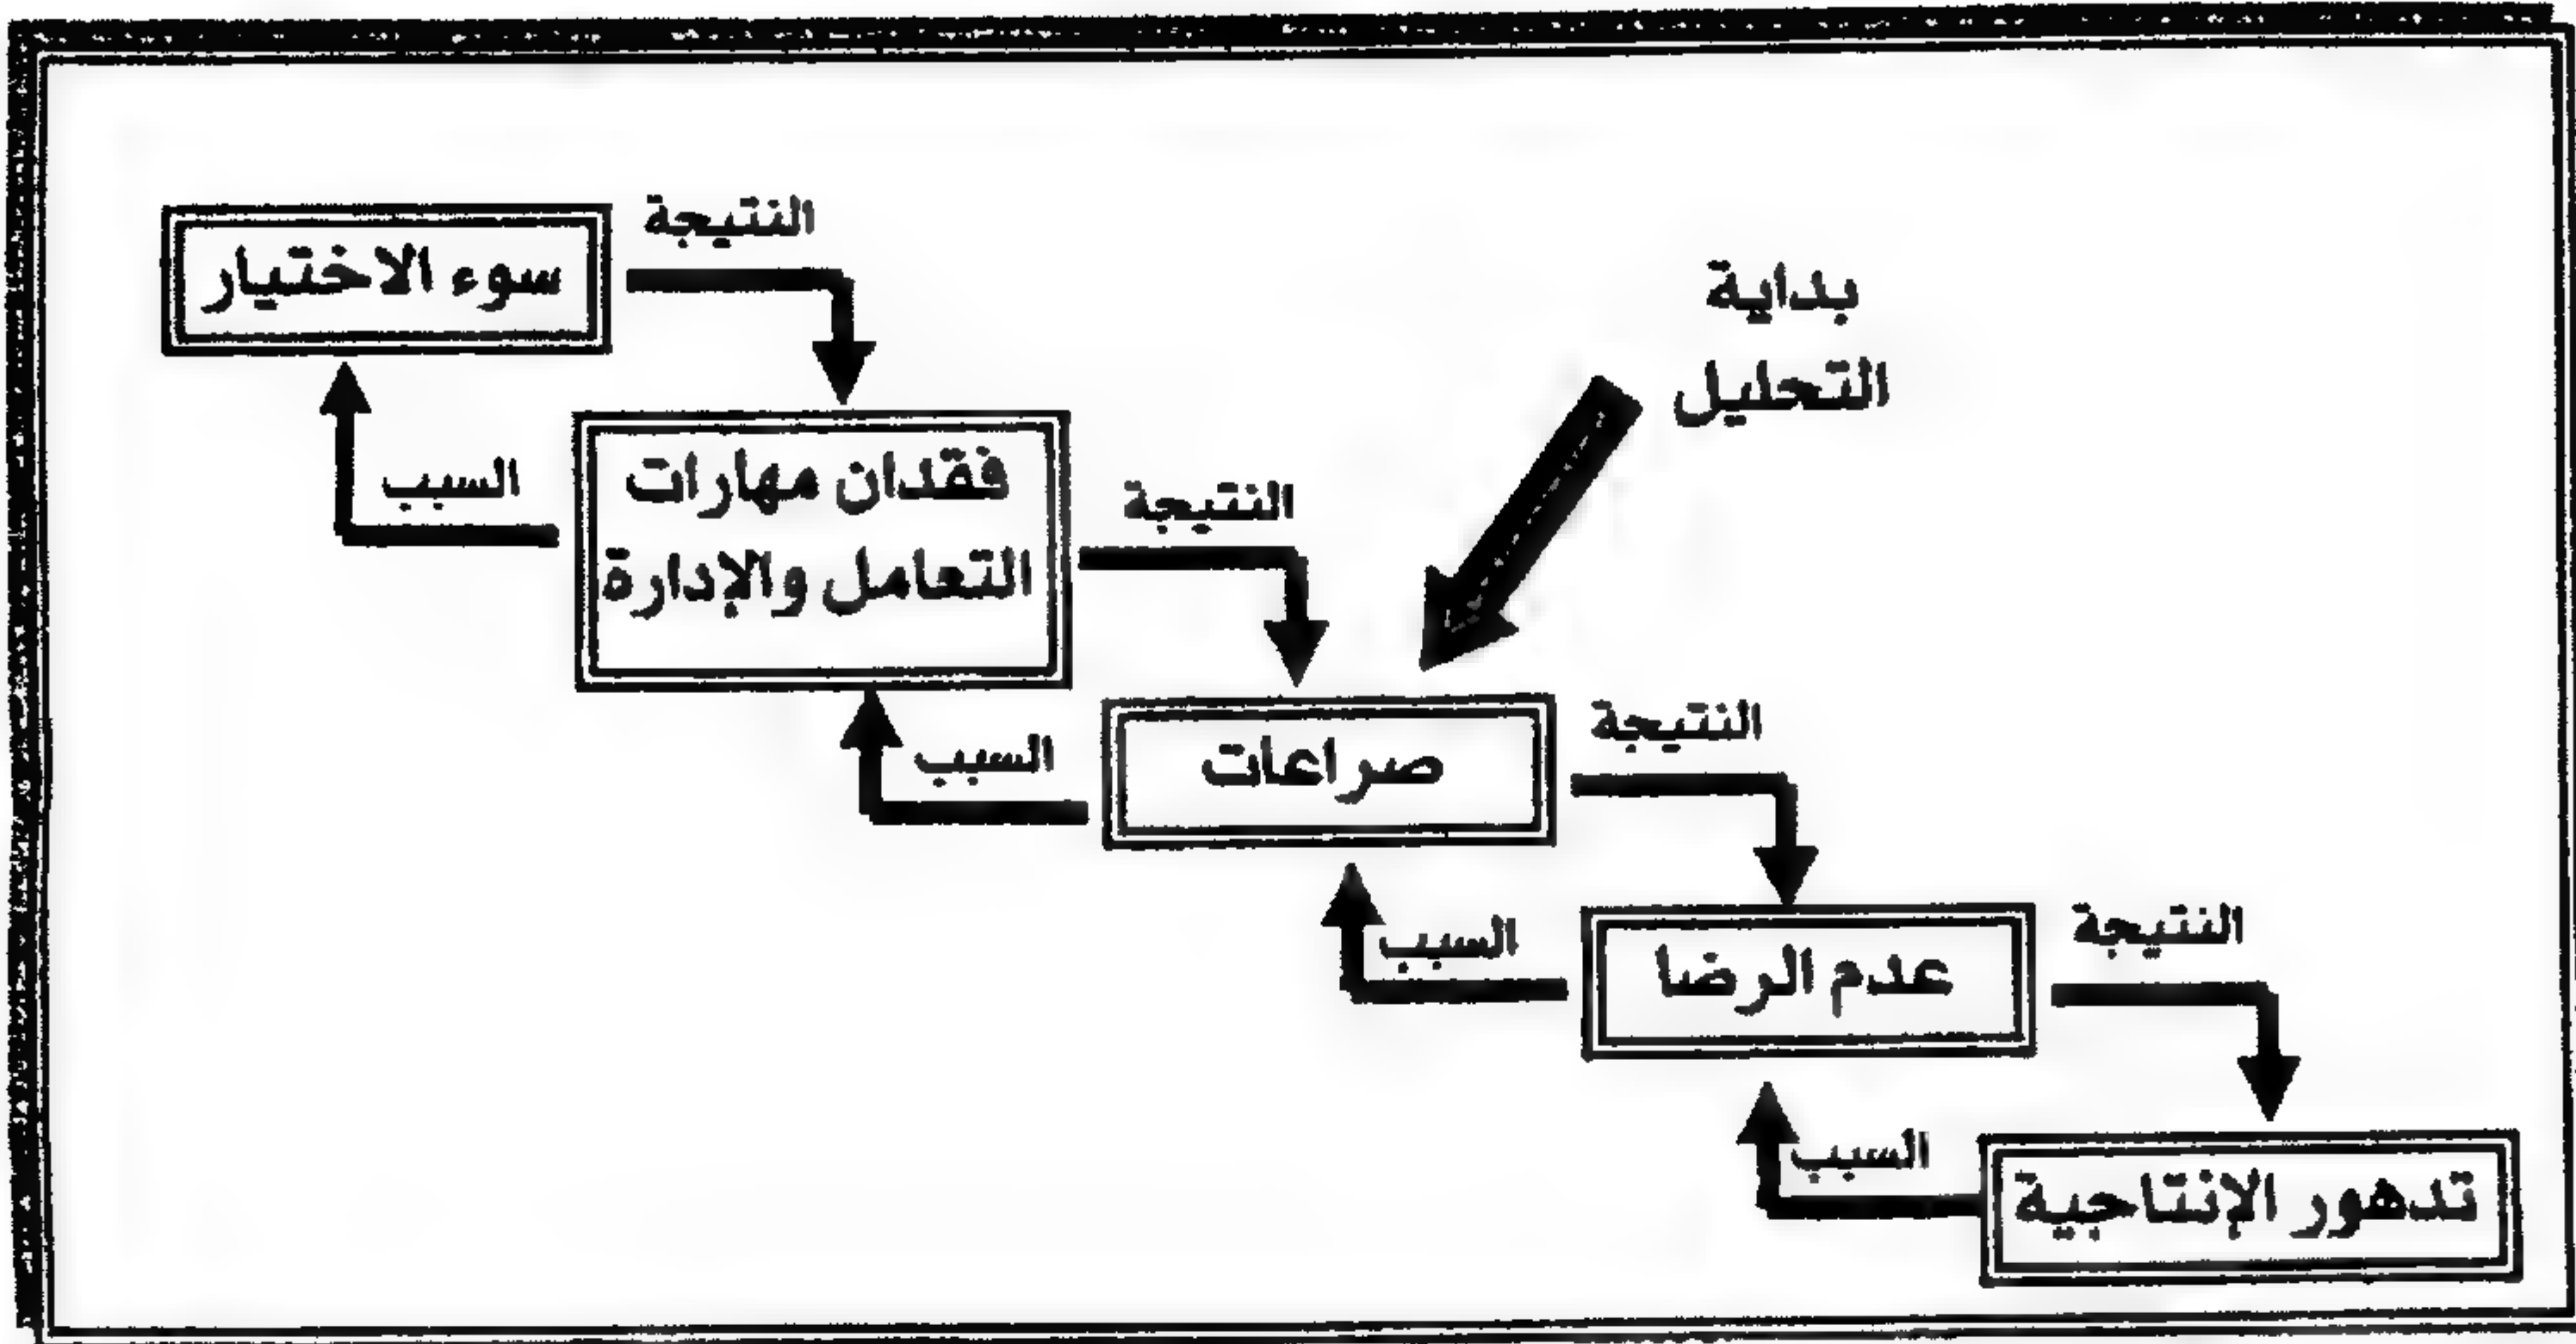 النتيجة
سوء الاختيار
بداية
التحليل
السبب
فقدان مهارات
التعامل والإدارة
النتيجة
السبب
صراعات
النتيجة
السبب
عدم الرضا
النتيجة
السبب
تدهور الإنتاجية